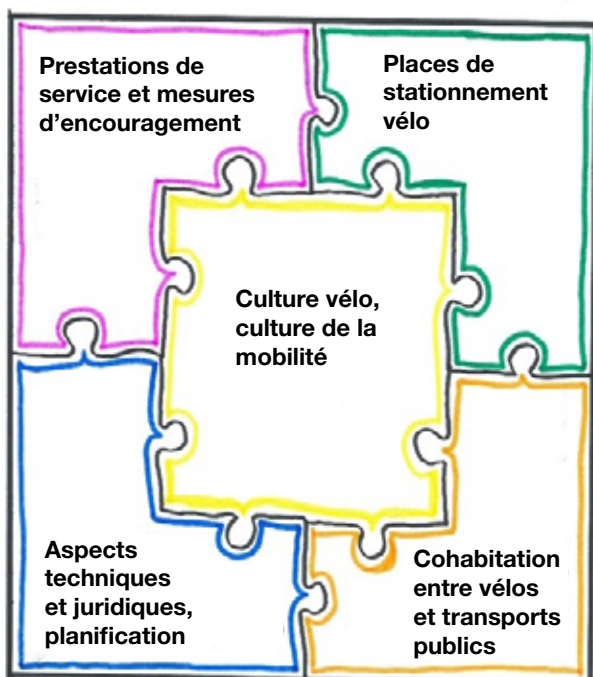 Prestations de
service et mesures
d'encouragement
Places de
stationnement
vélo
Culture vélo,
culture de la
mobilité
Aspects
techniques
et juridiques,
planification
Cohabitation
entre vélos
et transports
publics